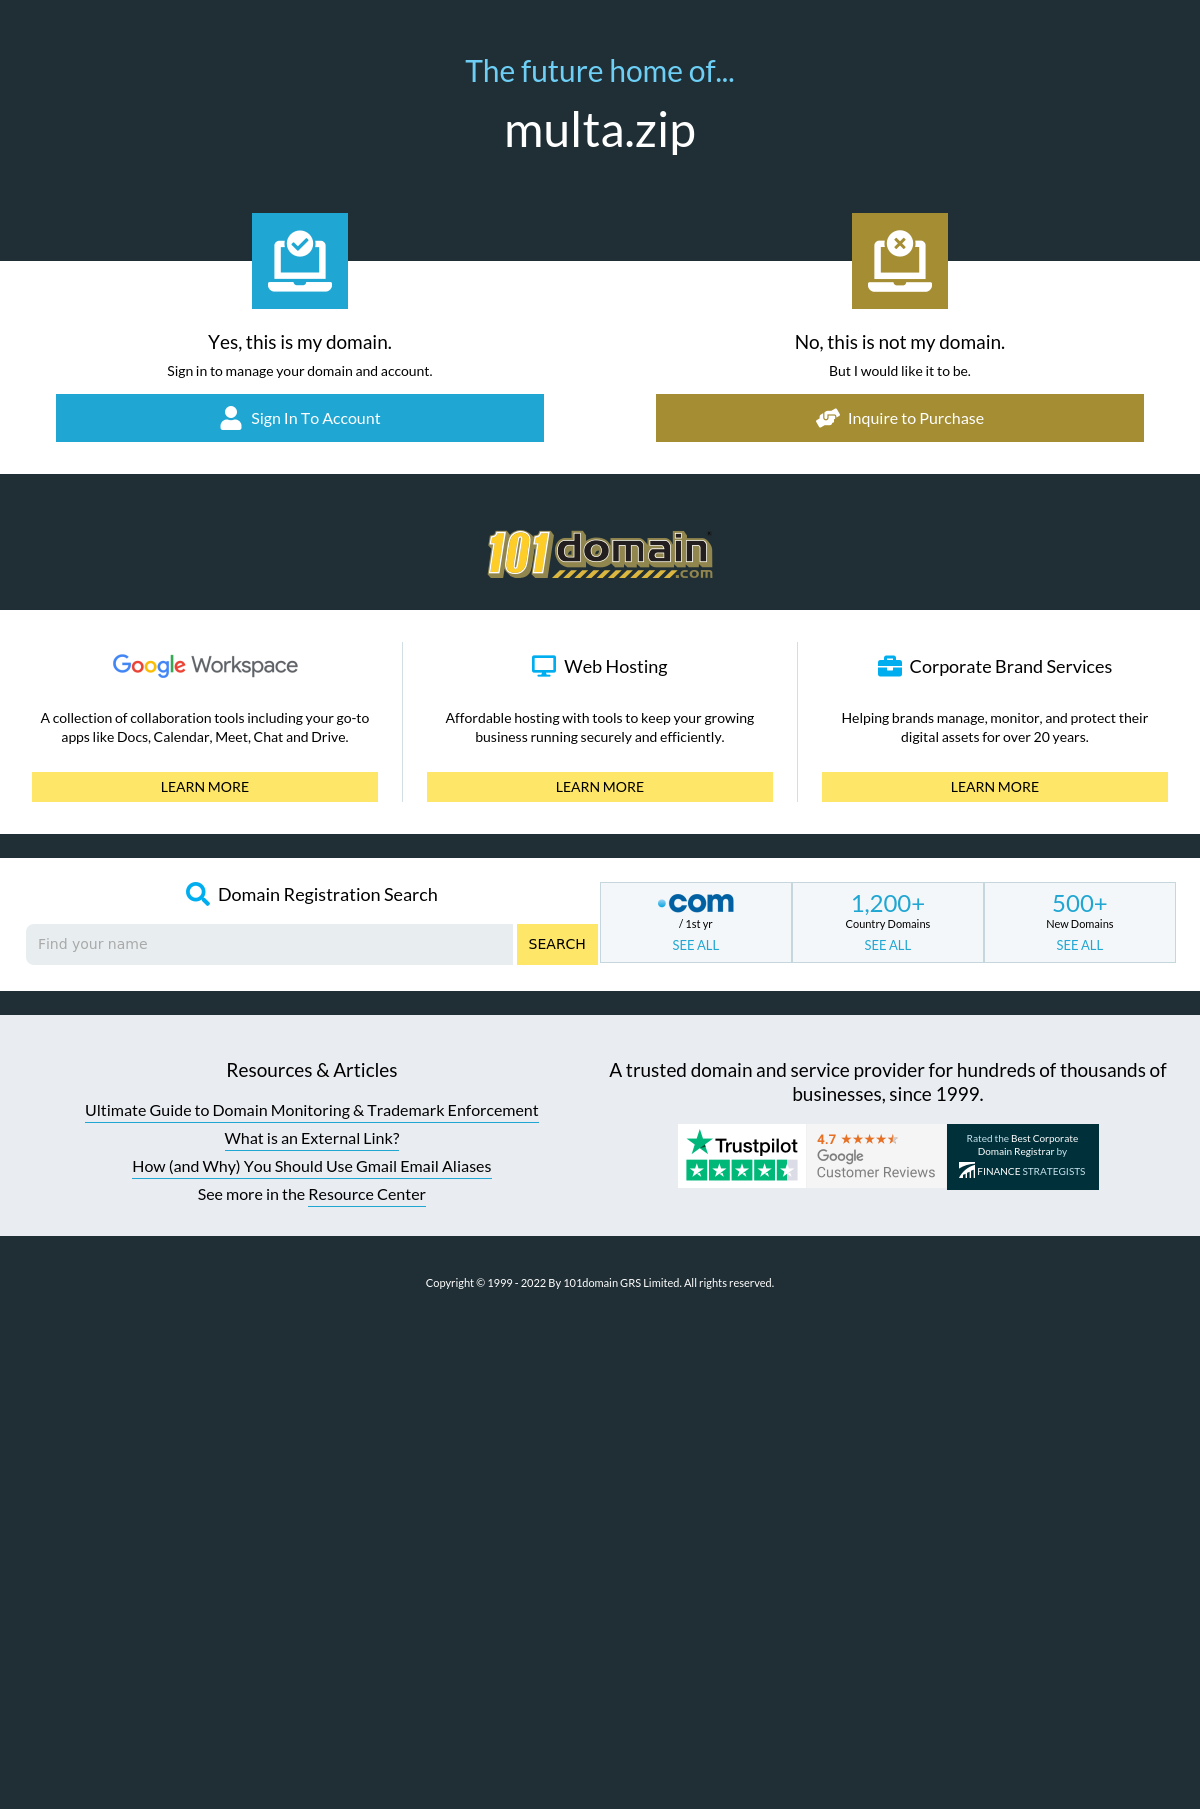 The future home of...
multa.zip
Yes, this is my domain.
Sign in to manage your domain and account.
Sign In To Account
No, this is not my domain.
But I would like it to be.
Inquire to Purchase
101domain
.com
Google Workspace
A collection of collaboration tools including your go-to
apps like Docs, Calendar, Meet, Chat and Drive.
LEARN MORE
Web Hosting
Affordable hosting with tools to keep your growing
business running securely and efficiently.
LEARN MORE
Corporate Brand Services
Helping brands manage, monitor, and protect their
digital assets for over 20 years.
LEARN MORE
Domain Registration Search
Find your name
SEARCH
.com
/ 1st yr
SEE ALL
1,200+
Country Domains
SEE ALL
500+
New Domains
SEE ALL
Resources & Articles
Ultimate Guide to Domain Monitoring & Trademark Enforcement
What is an External Link?
How (and Why) You Should Use Gmail Email Aliases
See more in the Resource Center
A trusted domain and service provider for hundreds of thousands of
businesses, since 1999.
Trustpilot
4.7
Google
Customer Reviews
Rated the Best Corporate
Domain Registrar by
FINANCE STRATEGISTS
Copyright © 1999 - 2022 By 101domain GRS Limited. All rights reserved.